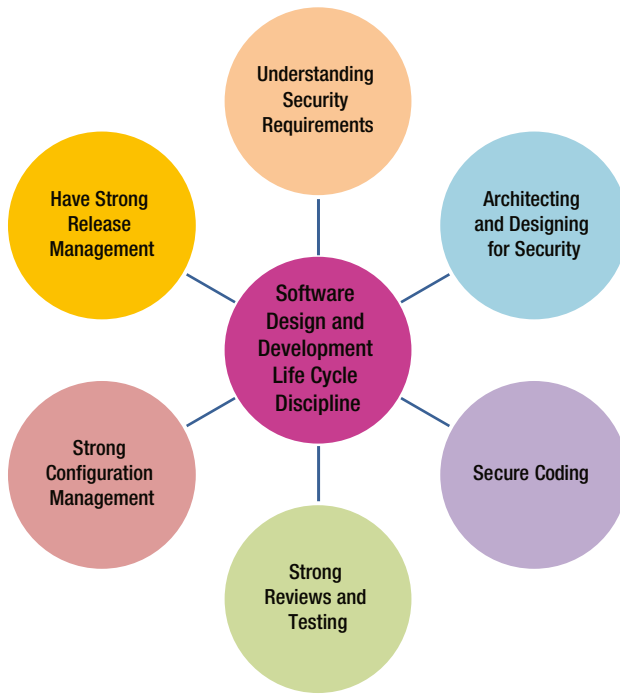 Understanding
Security
Requirements
Have Strong
Release
Management
Architecting
and Designing
for Security
Software
Design and
Development
Life Cycle
Discipline
Strong
Configuration
Management
Secure Coding
Strong
Reviews and
Testing